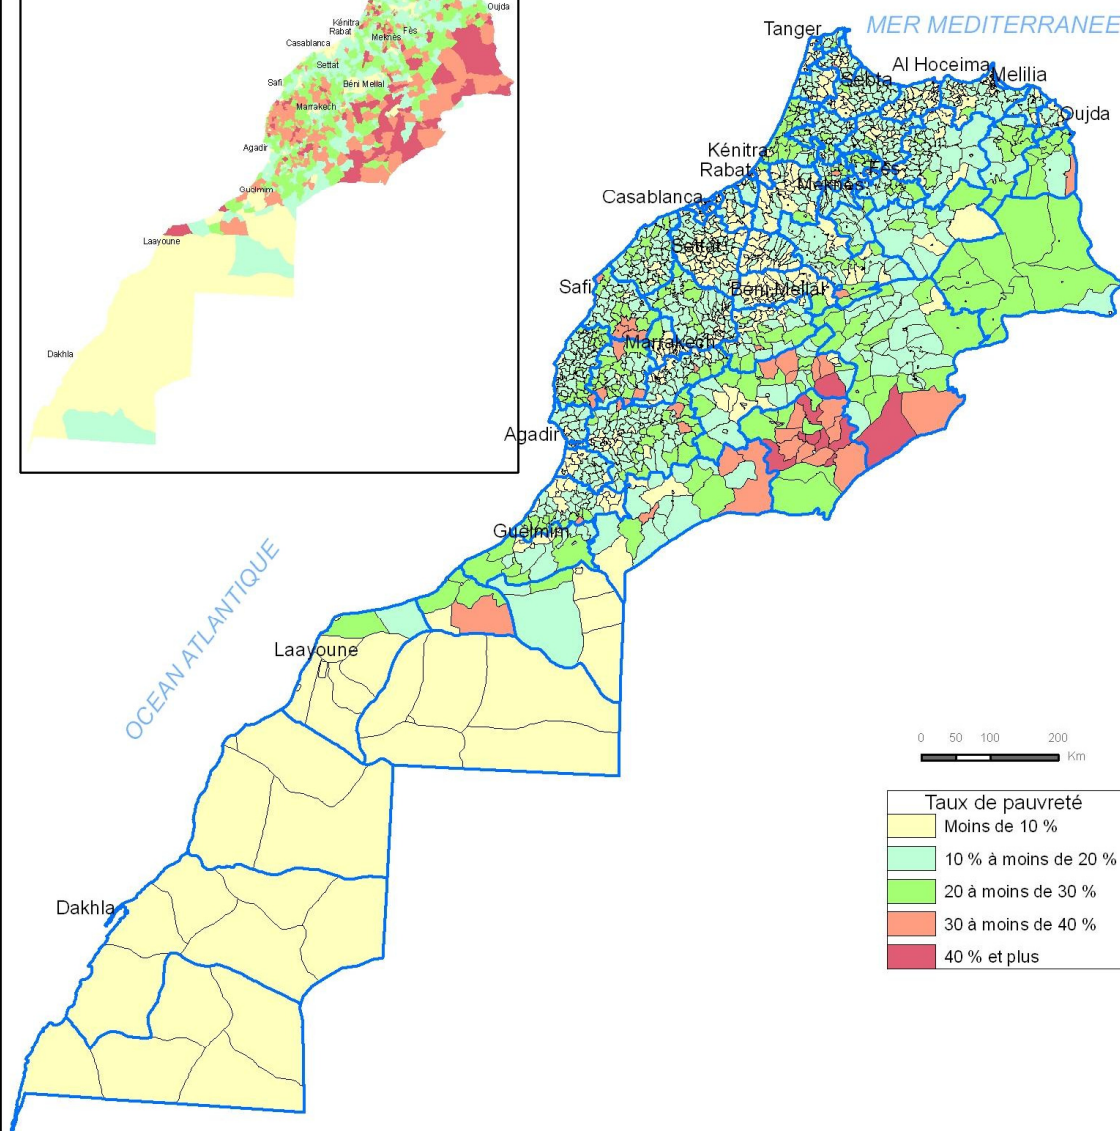 Oujda
Kénitra
Rabat
Fès
Meknès
Casablanca
Settat
Safi
Béni Mellal
Marrakech
Agadir
Guelmim
Laayoune
Dakhla
MER MEDITERRANEE
Tanger
Sebta
Al Hoceima
Melilia
Oujda
Kénitra
Rabat
Fès
Meknès
Casablanca
Settat
Safi
Béni Mellal
Marrakech
Agadir
Guelmim
OCEAN ATLANTIQUE
Laayoune
Dakhla
0 50 100 200
Km
Taux de pauvreté
Moins de 10 %
10 % à moins de 20 %
20 à moins de 30 %
30 à moins de 40 %
40 % et plus